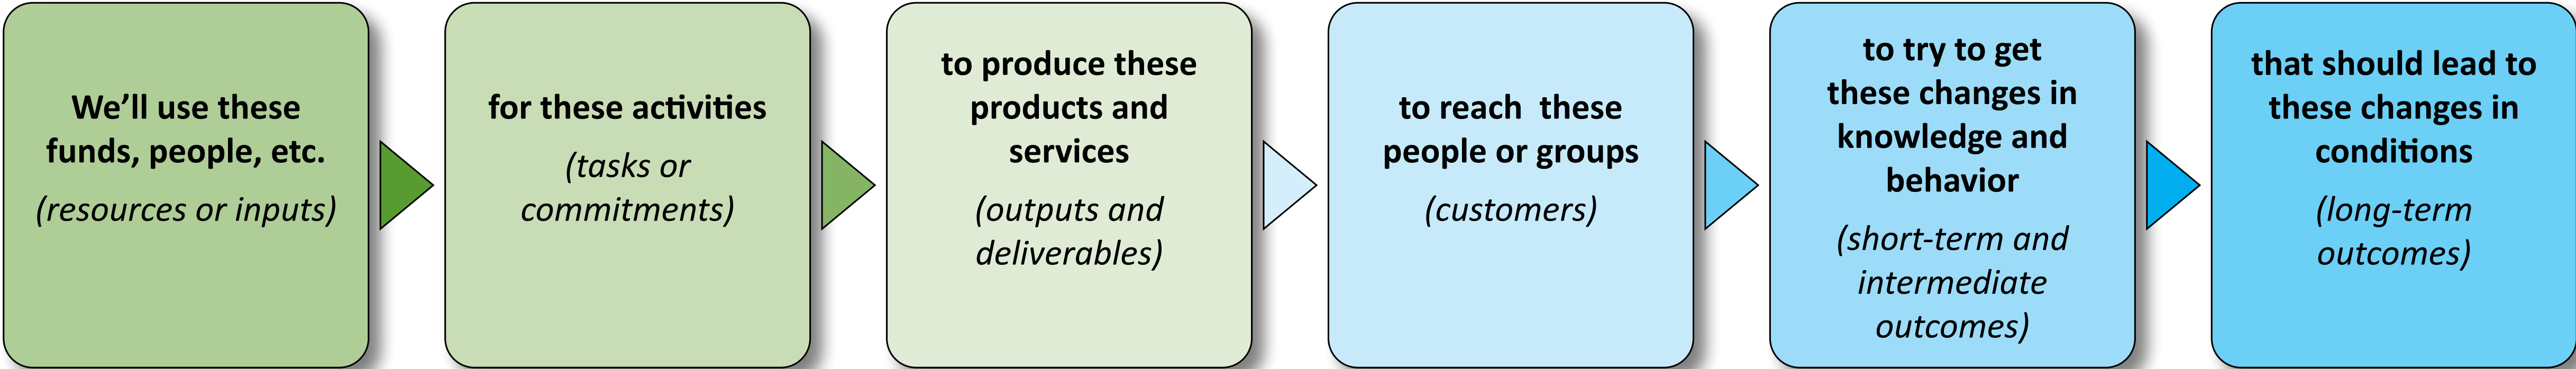 We’ll use these
funds, people, etc.
(resources or inputs)
for these activities
(tasks or
commitments)
to produce these
products and
services
(outputs and
deliverables)
to reach  these
people or groups
(customers)
to try to get
these changes in
knowledge and
behavior
(short-term and
intermediate
outcomes)
that should lead to
these changes in
conditions
(long-term
outcomes)